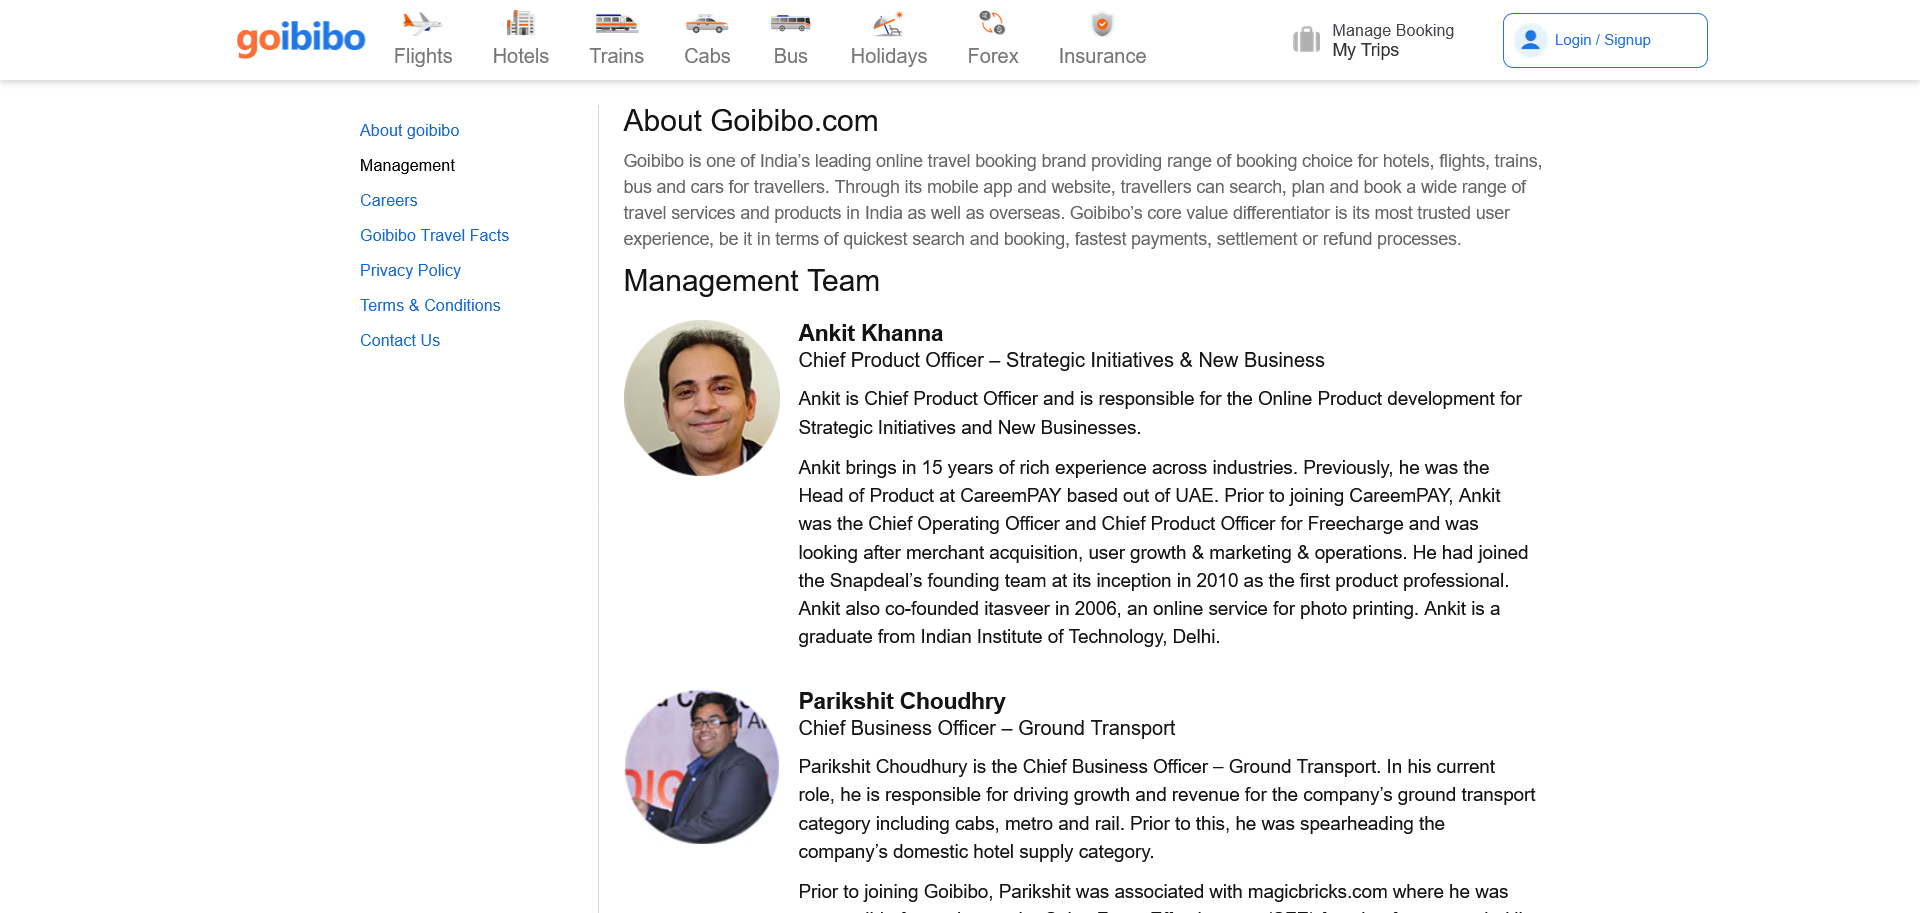 goibibo
Flights
Hotels
Trains
Cabs
Bus
Holidays
Forex
Insurance
Manage Booking
My Trips
Login / Signup
About goibibo
Management
Careers
Goibibo Travel Facts
Privacy Policy
Terms & Conditions
Contact Us
About Goibibo.com
Goibibo is one of India’s leading online travel booking brand providing range of booking choice for hotels, flights, trains,
bus and cars for travellers. Through its mobile app and website, travellers can search, plan and book a wide range of
travel services and products in India as well as overseas. Goibibo’s core value differentiator is its most trusted user
experience, be it in terms of quickest search and booking, fastest payments, settlement or refund processes.
Management Team
Ankit Khanna
Chief Product Officer – Strategic Initiatives & New Business
Ankit is Chief Product Officer and is responsible for the Online Product development for
Strategic Initiatives and New Businesses.
Ankit brings in 15 years of rich experience across industries. Previously, he was the
Head of Product at CareemPAY based out of UAE. Prior to joining CareemPAY, Ankit
was the Chief Operating Officer and Chief Product Officer for Freecharge and was
looking after merchant acquisition, user growth & marketing & operations. He had joined
the Snapdeal’s founding team at its inception in 2010 as the first product professional.
Ankit also co-founded itasveer in 2006, an online service for photo printing. Ankit is a
graduate from Indian Institute of Technology, Delhi.
Parikshit Choudhry
Chief Business Officer – Ground Transport
Parikshit Choudhury is the Chief Business Officer – Ground Transport. In his current
role, he is responsible for driving growth and revenue for the company’s ground transport
category including cabs, metro and rail. Prior to this, he was spearheading the
company’s domestic hotel supply category.
Prior to joining Goibibo, Parikshit was associated with magicbricks.com where he was